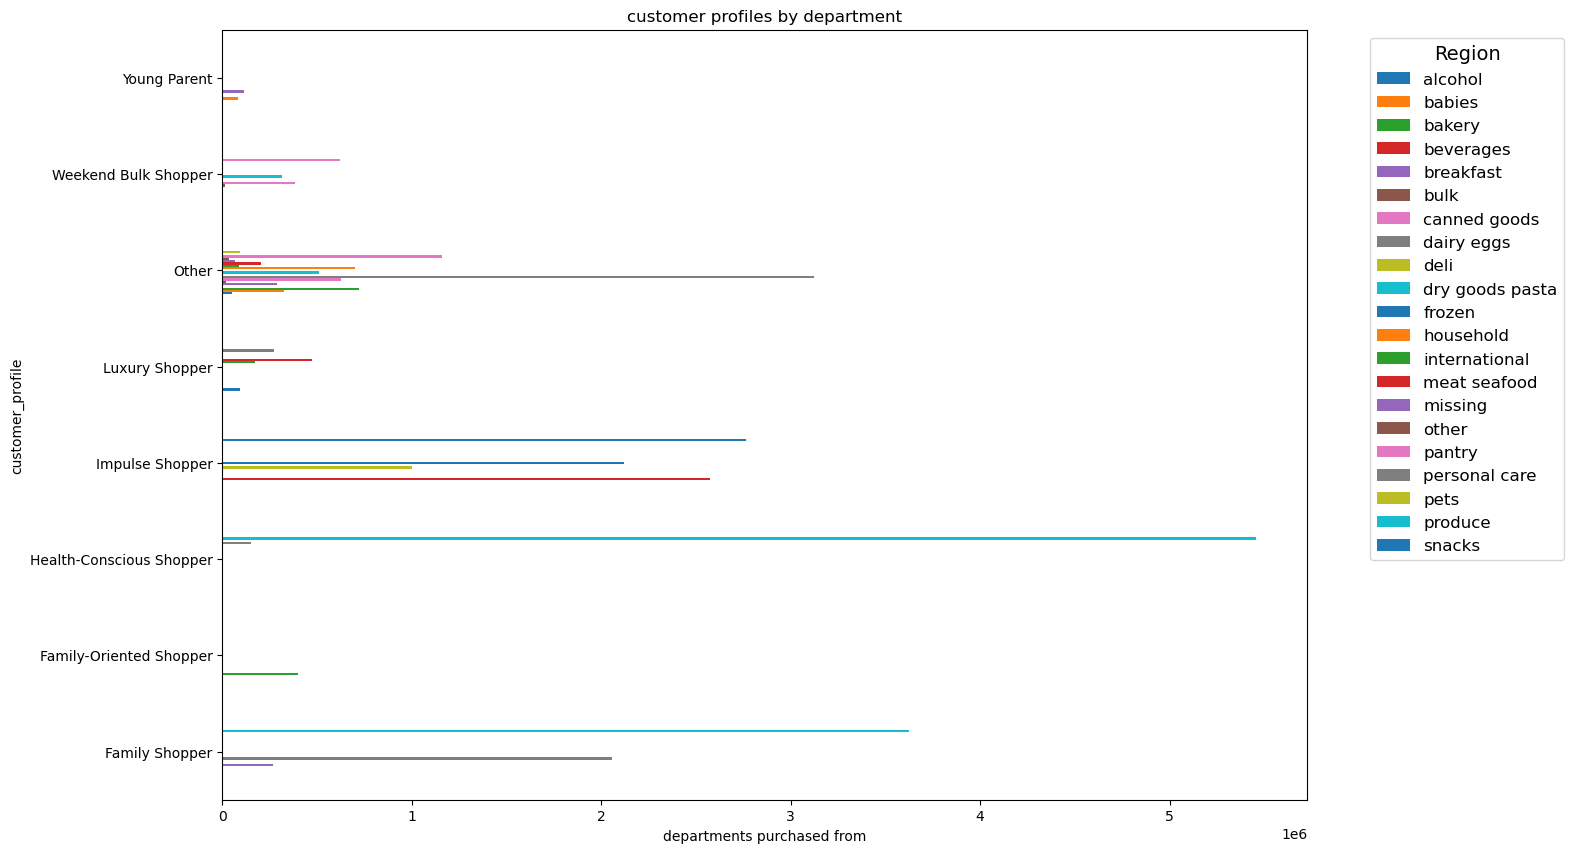 customer profiles by department
Young Parent
Weekend Bulk Shopper
Other
Luxury Shopper
Impulse Shopper
Health-Conscious Shopper
Family-Oriented Shopper
Family Shopper
customer_profile
0 1 2 3 4 5
1e6
departments purchased from
Region
alcohol
babies
bakery
beverages
breakfast
bulk
canned goods
dairy eggs
deli
dry goods pasta
frozen
household
international
meat seafood
missing
other
pantry
personal care
pets
produce
snacks